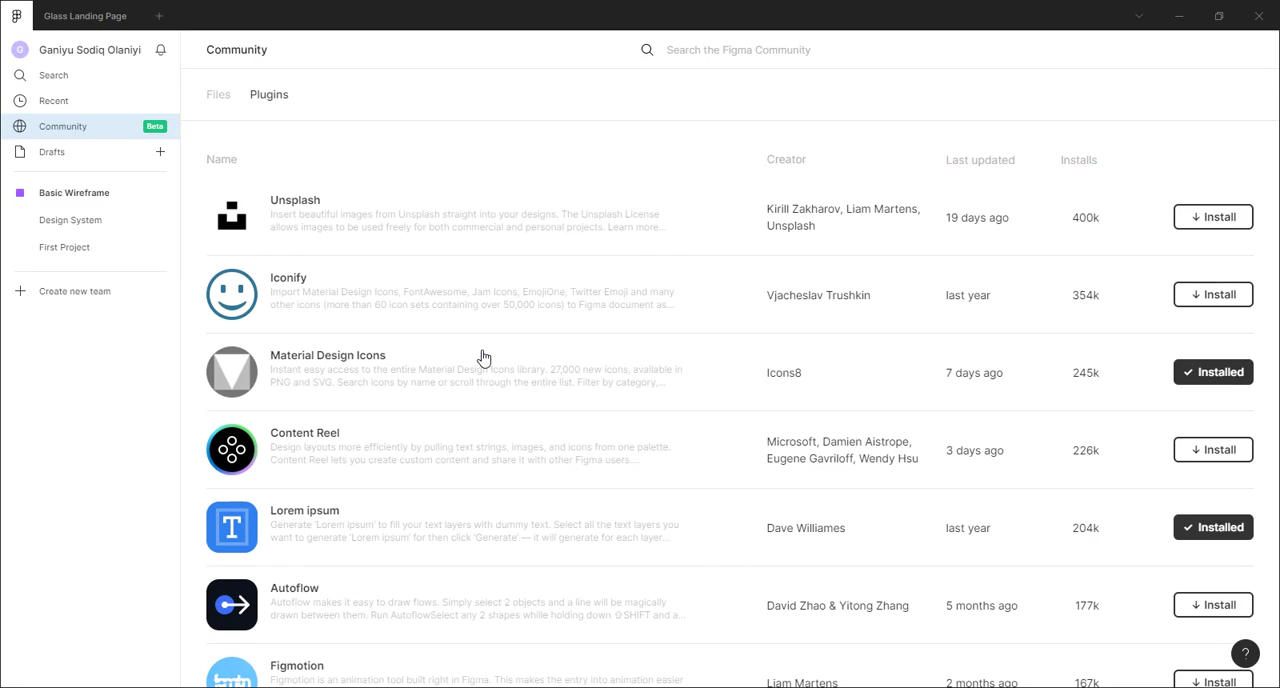 Glass Landing Page
Ganiyu Sodiq Olaniyi
G
Search
Recent
Community Beta
Drafts
Basic Wireframe
Design System
First Project
Create new team
Community
Search the Figma Community
Files Plugins
Name Creator Last updated Installs
Unsplash
Insert beautiful images from Unsplash straight into your designs. The Unsplash License
allows images to be used freely for both commercial and personal projects. Learn more...
Kirill Zakharov, Liam Martens,
Unsplash
19 days ago
400k
↓ Install
Iconify
Import Material Design Icons, FontAwesome, Jam Icons, EmojiOne, Twitter Emoji and many
other icons (more than 60 icon sets containing over 50,000 icons) to Figma document as...
Vjacheslav Trushkin
last year
354k
↓ Install
Material Design Icons
Instant easy access to the entire Material Design Icons library. 27,000 new icons, available in
PNG and SVG. Search icons by name or scroll through the entire list. Filter by category,...
Icons8
7 days ago
245k
✓ Installed
Content Reel
Design layouts more efficiently by pulling text strings, images, and icons from one palette.
Content Reel lets you create custom content and share it with other Figma users....
Microsoft, Damien Aistrope,
Eugene Gavriloff, Wendy Hsu
3 days ago
226k
↓ Install
T
Lorem ipsum
Generate 'Lorem ipsum' to fill your text layers with dummy text. Select all the text layers you
want to generate 'Lorem ipsum' for then click 'Generate' — it will generate for each layer...
Dave Williames
last year
204k
✓ Installed
Autoflow
Autoflow makes it easy to draw flows. Simply select 2 objects and a line will be magically
drawn between them. Run AutoflowSelect any 2 shapes while holding down ⇧SHIFT and a...
David Zhao & Yitong Zhang
5 months ago
177k
↓ Install
Figmotion
Figmotion is an animation tool built right in Figma. This makes the entry into animation easier
Liam Martens
2 months ago
167k
↓ Install
?